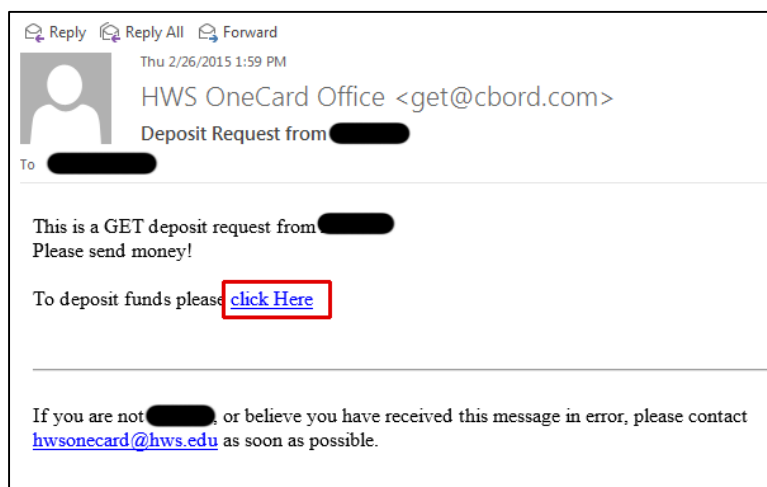 Reply Reply All Forward
Thu 2/26/2015 1:59 PM
HWS OneCard Office <get@cbord.com>
Deposit Request from
To
This is a GET deposit request from
Please send money!
To deposit funds please click Here
If you are not , or believe you have received this message in error, please contact
hwsonecard@hws.edu as soon as possible.